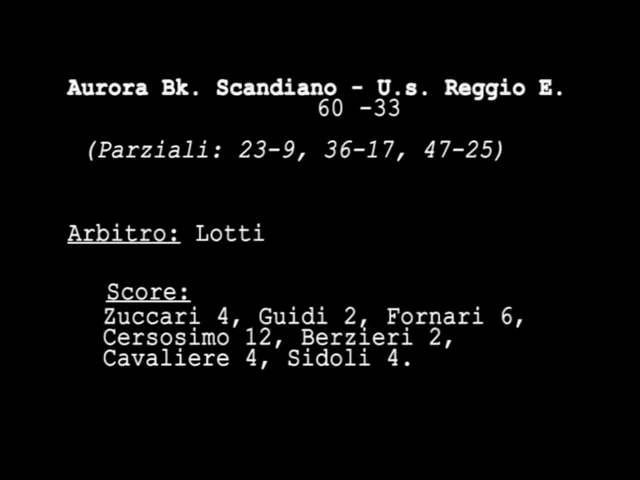 Aurora Bk. Scandiano - U.s. Reggio E.
60 -33
(Parziali: 23-9, 36-17, 47-25)
Arbitro: Lotti
Score:
Zuccari 4, Guidi 2, Fornari 6,
Cersosimo 12, Berzieri 2,
Cavaliere 4, Sidoli 4.